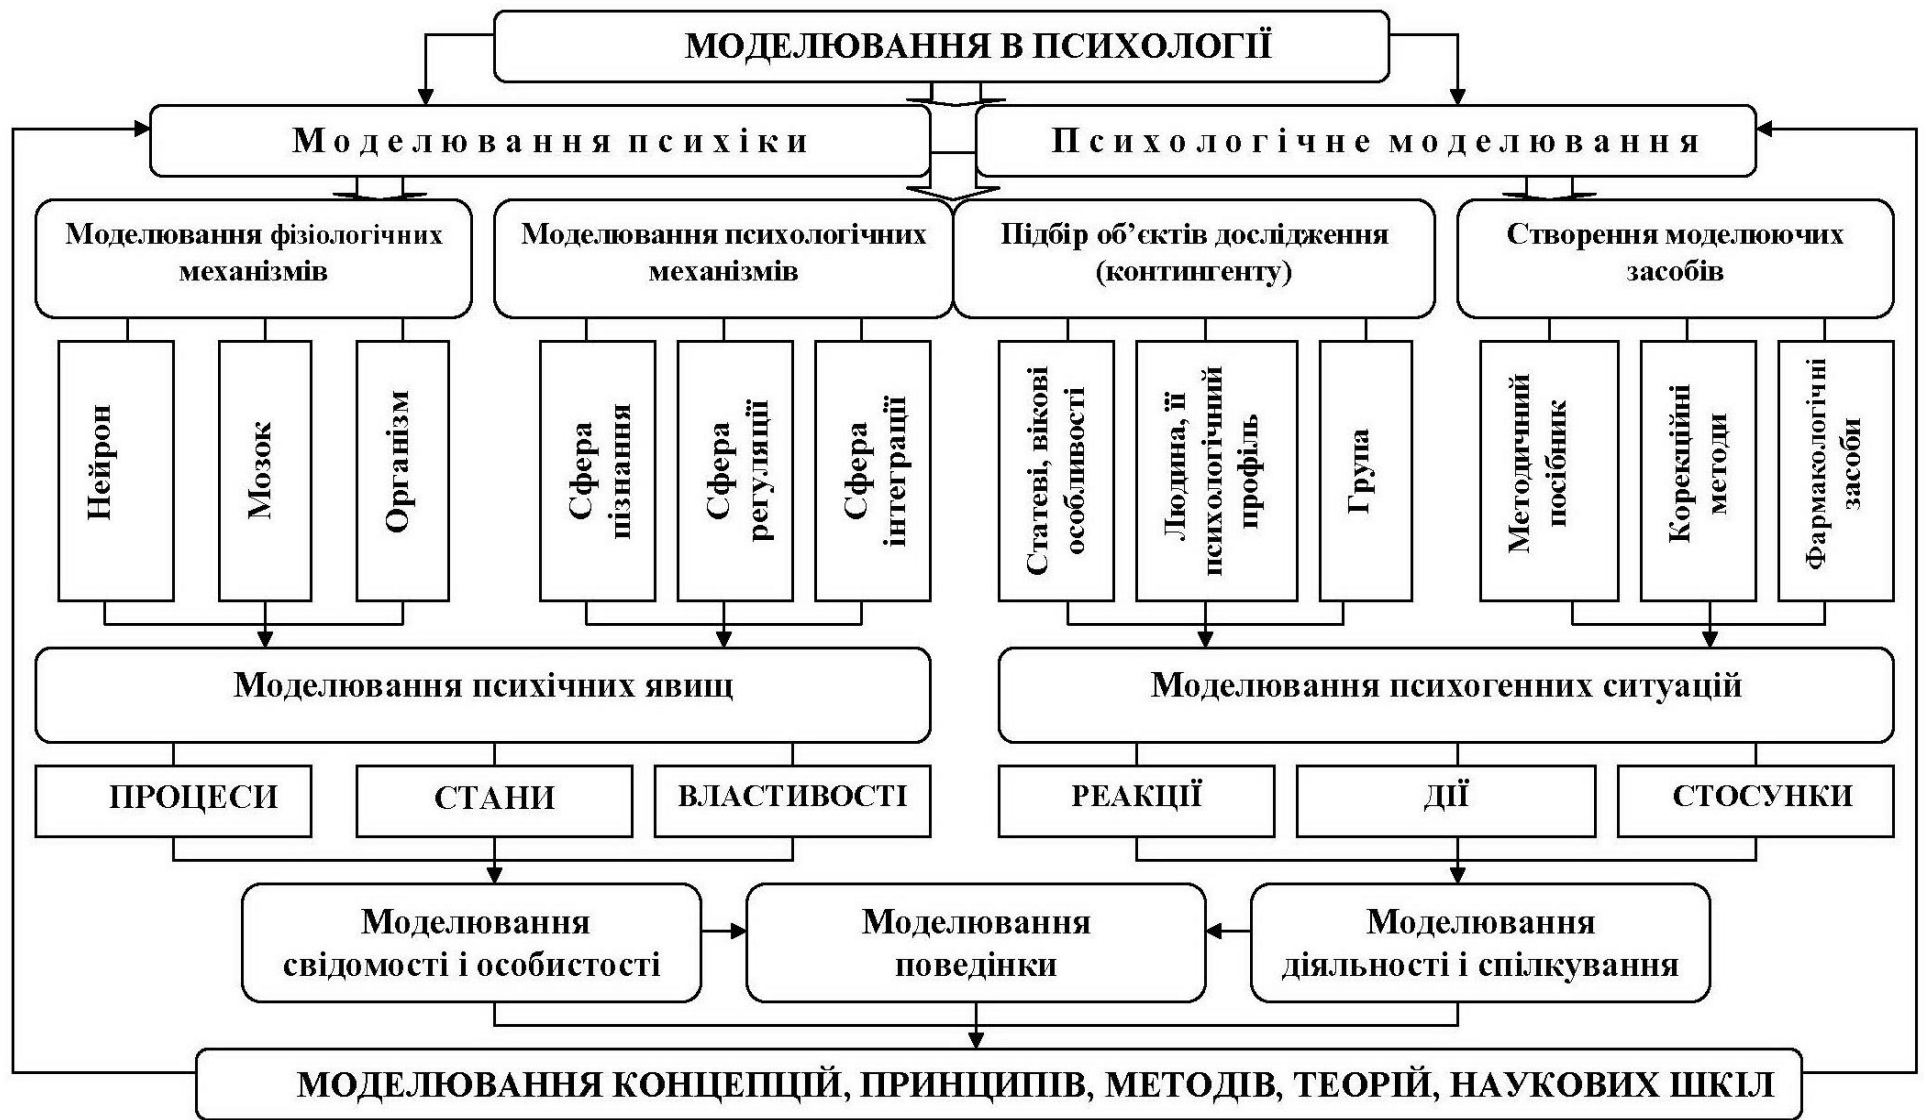 МОДЕЛЮВАННЯ В ПСИХОЛОГІЇ
Моделювання психіки
Психологічне моделювання
Моделювання фізіологічних
механізмів
Моделювання психологічних
механізмів
Підбір об’єктів дослідження
(контингенту)
Створення моделюючих
засобів
Нейрон
Мозок
Організм
Сфера
пізнання
Сфера
регуляції
Сфера
інтеграції
Статеві, вікові
особливості
Людина, її
психологічний
профіль
Група
Методичний
посібник
Корекційні
методи
Фармакологічні
засоби
Моделювання психічних явищ
Моделювання психогенних ситуацій
ПРОЦЕСИ
СТАНИ
ВЛАСТИВОСТІ
РЕАКЦІЇ
ДІЇ
СТОСУНКИ
Моделювання
свідомості і особистості
Моделювання
поведінки
Моделювання
діяльності і спілкування
МОДЕЛЮВАННЯ КОНЦЕПЦІЙ, ПРИНЦИПІВ, МЕТОДІВ, ТЕОРІЙ, НАУКОВИХ ШКІЛ